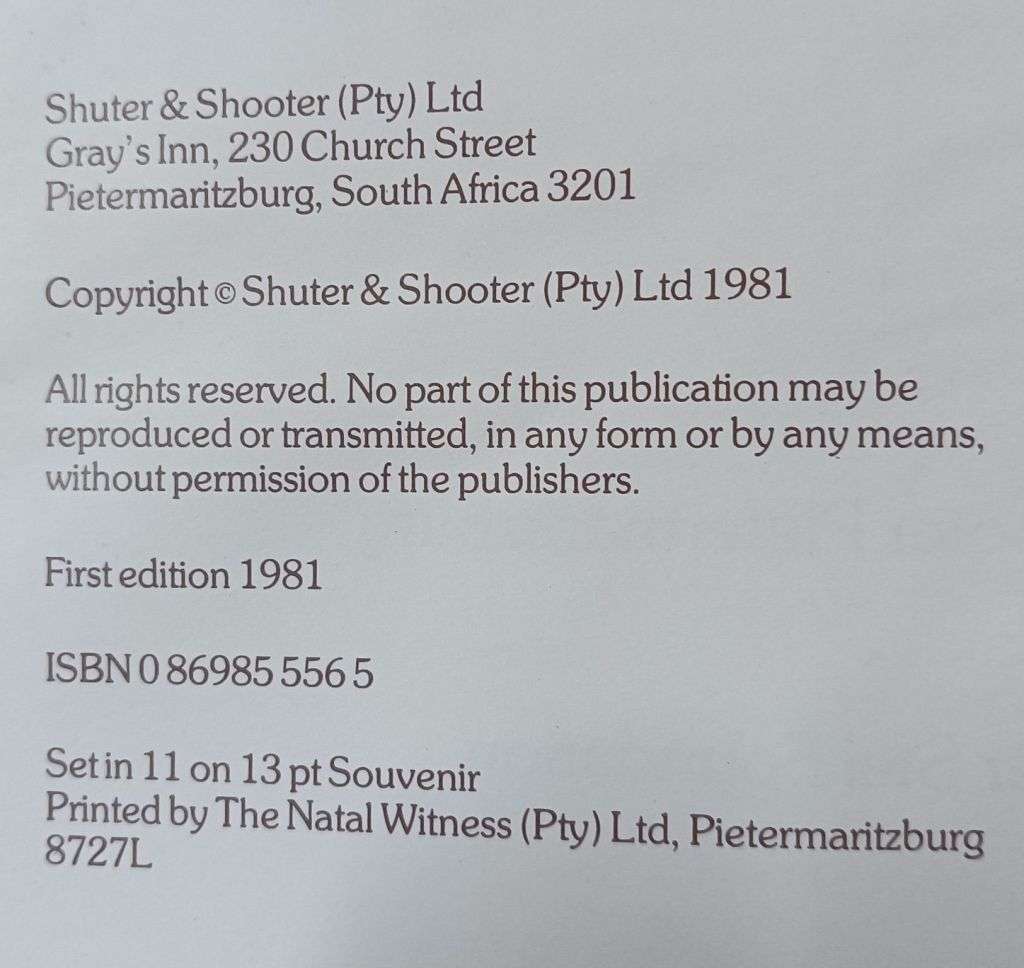 Shuter & Shooter (Pty) Ltd
Gray's Inn, 230 Church Street
Pietermaritzburg, South Africa 3201
Copyright © Shuter & Shooter (Pty) Ltd 1981
All rights reserved. No part of this publication may be
reproduced or transmitted, in any form or by any means,
without permission of the publishers.
First edition 1981
ISBN 0 86985 556 5
Set in 11 on 13 pt Souvenir
Printed by The Natal Witness (Pty) Ltd, Pietermaritzburg
8727L